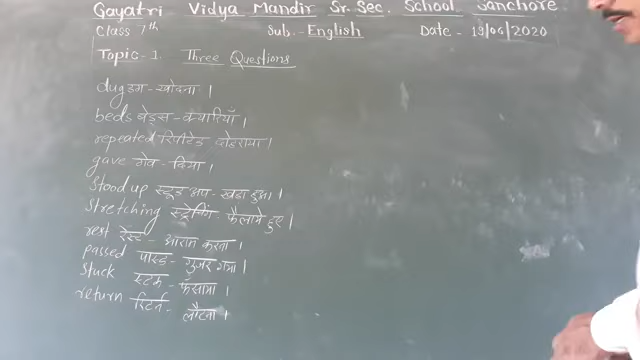 Gayatri Vidya Mandir Sr. Sec. School Sanchore
Class 7th Sub. - English Date - 19/06/2020
Topic - 1. Three Questions
dug डग - खोदना ।
beds बेड्स - क्यारियाँ ।
repeated रिपीटेड दोहराया
gave गेव - दिया ।
Stood up स्टूड अप - खड़ा हुआ ।
Stretching स्ट्रेचिंग - फैलाते हुए ।
rest रेस्ट - आराम करना ।
passed पास्ड - गुजर गया ।
Stuck स्टक - फँसाया ।
return रिटर्न - लौटना ।